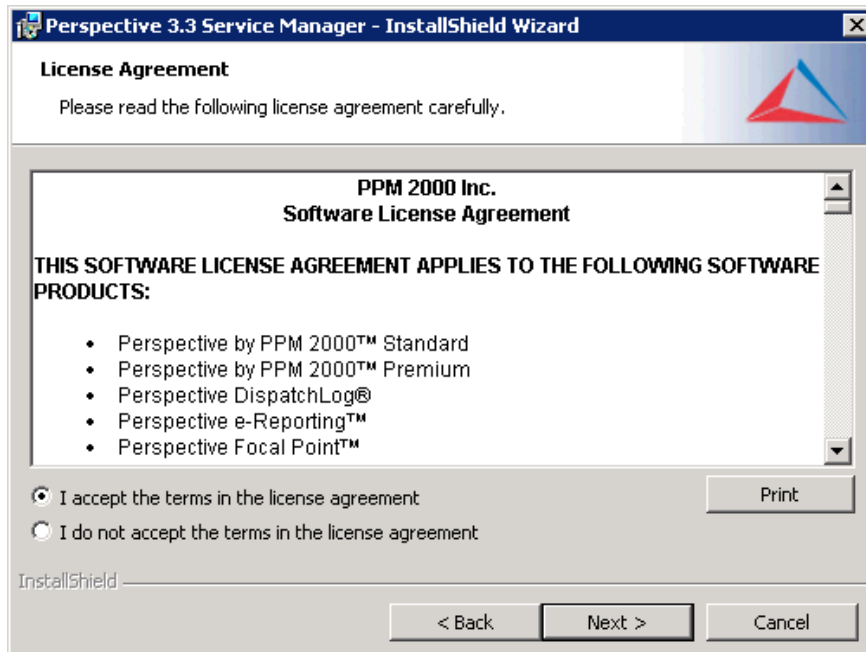 Perspective 3.3 Service Manager - InstallShield Wizard
License Agreement
Please read the following license agreement carefully.
PPM 2000 Inc.
Software License Agreement
THIS SOFTWARE LICENSE AGREEMENT APPLIES TO THE FOLLOWING SOFTWARE
PRODUCTS:
• Perspective by PPM 2000™ Standard
• Perspective by PPM 2000™ Premium
• Perspective DispatchLog®
• Perspective e-Reporting™
• Perspective Focal Point™
I accept the terms in the license agreement
Print
I do not accept the terms in the license agreement
InstallShield
< Back Next > Cancel